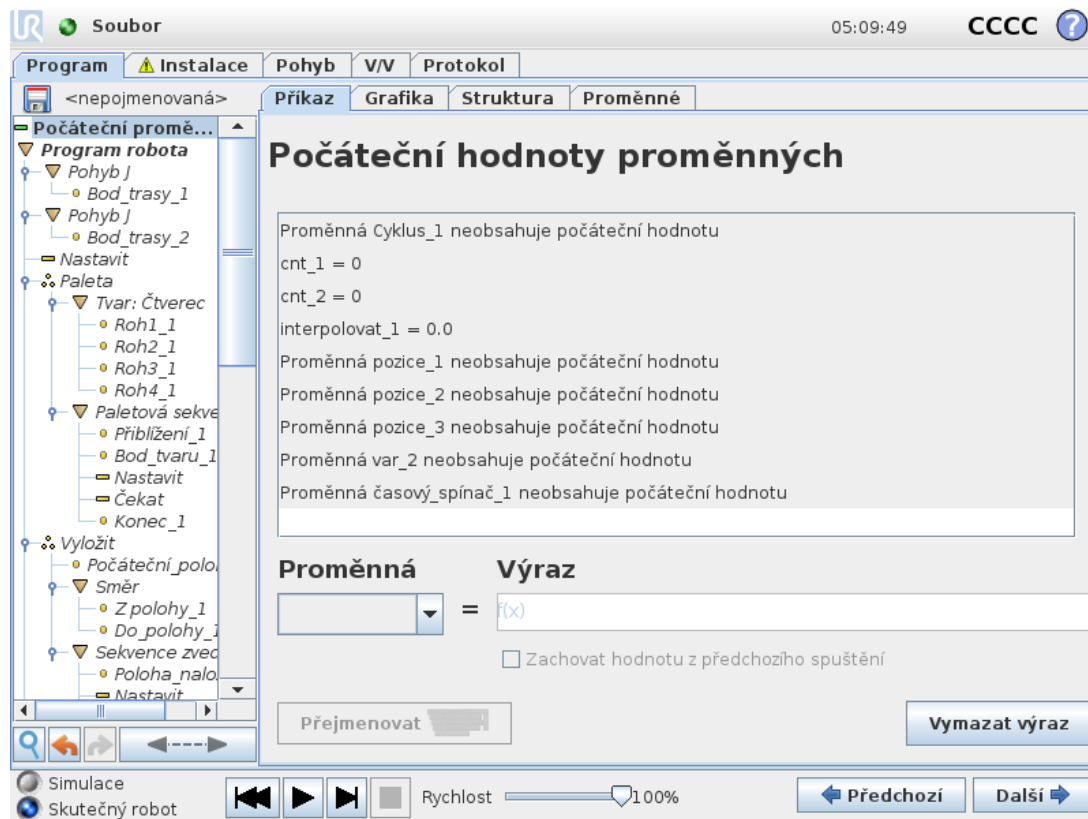 Soubor
05:09:49
CCCC
?
Program
Instalace
Pohyb
V/V
Protokol
<nepojmenovaná>
Příkaz
Grafika
Struktura
Proměnné
Počáteční promě...
Program robota
Pohyb J
Bod_trasy_1
Pohyb J
Bod_trasy_2
Nastavit
Paleta
Tvar: Čtverec
Roh1_1
Roh2_1
Roh3_1
Roh4_1
Paletová sekve
Přiblížení_1
Bod_tvaru_1
Nastavit
Čekat
Konec_1
Vyložit
Počáteční_polo
Směr
Z polohy_1
Do_polohy_1
Sekvence zved
Poloha_nalo
Nastavit
Počáteční hodnoty proměnných
Proměnná Cyklus_1 neobsahuje počáteční hodnotu
cnt_1 = 0
cnt_2 = 0
interpolovat_1 = 0.0
Proměnná pozice_1 neobsahuje počáteční hodnotu
Proměnná pozice_2 neobsahuje počáteční hodnotu
Proměnná pozice_3 neobsahuje počáteční hodnotu
Proměnná var_2 neobsahuje počáteční hodnotu
Proměnná časový_spínač_1 neobsahuje počáteční hodnotu
Proměnná
Výraz
=
f(x)
Zachovat hodnotu z předchozího spuštění
Přejmenovat
Vymazat výraz
Simulace
Skutečný robot
Rychlost
100%
Předchozí
Další